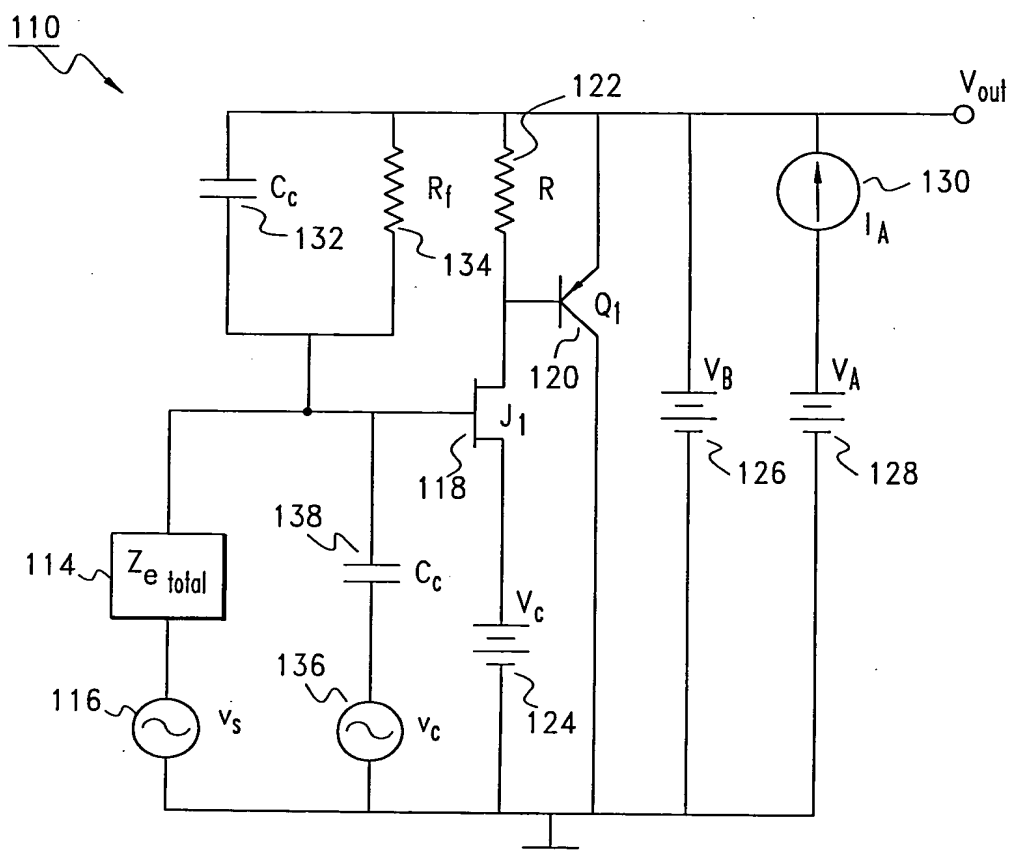 110
122
V_out
C_c
R_f
R
130
132
134
I_A
Q_1
120
V_B
V_A
J_1
118
126
128
138
114
Z_e total
C_c
V_c
136
116
v_s
v_c
124